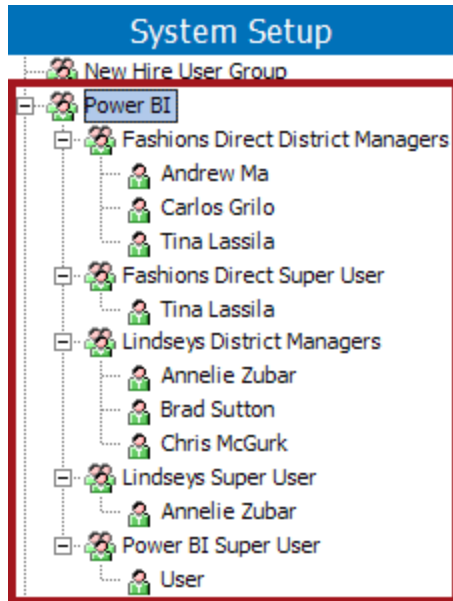 System Setup
New Hire User Group
Power BI
Fashions Direct District Managers
Andrew Ma
Carlos Grilo
Tina Lassila
Fashions Direct Super User
Tina Lassila
Lindseys District Managers
Annelie Zubar
Brad Sutton
Chris McGurk
Lindseys Super User
Annelie Zubar
Power BI Super User
User